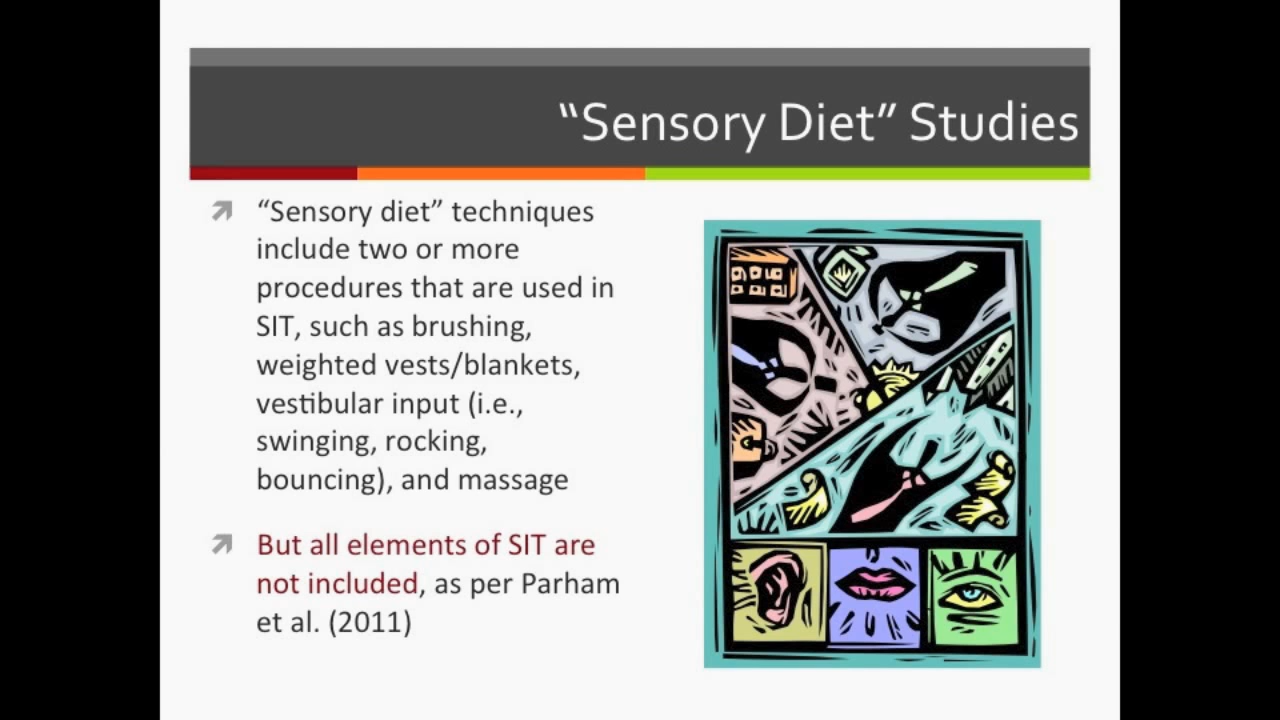 “Sensory Diet” Studies
“Sensory diet” techniques
include two or more
procedures that are used in
SIT, such as brushing,
weighted vests/blankets,
vestibular input (i.e.,
swinging, rocking,
bouncing), and massage
But all elements of SIT are
not included, as per Parham
et al. (2011)